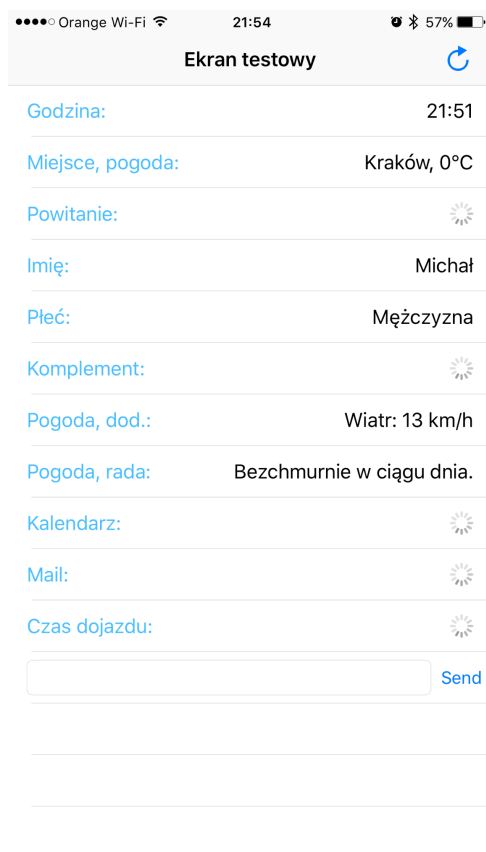 Orange Wi-Fi 21:54 57%
Ekran testowy
Godzina: 21:51
Miejsce, pogoda: Kraków, 0°C
Powitanie:
Imię: Michał
Płeć: Mężczyzna
Komplement:
Pogoda, dod.: Wiatr: 13 km/h
Pogoda, rada: Bezchmurnie w ciągu dnia.
Kalendarz:
Mail:
Czas dojazdu:
Send